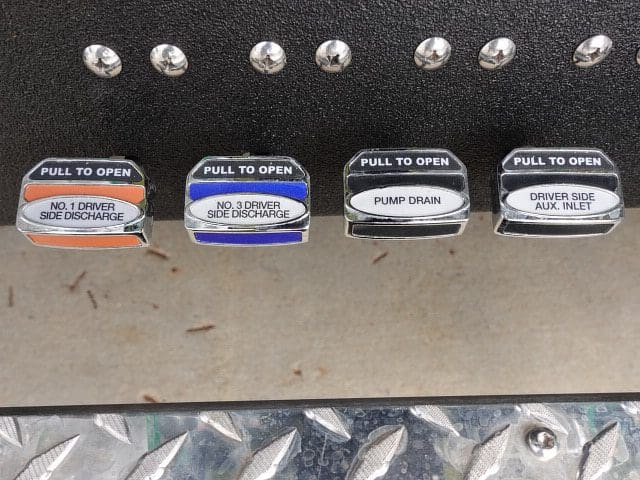 PULL TO OPEN
NO. 1 DRIVER
SIDE DISCHARGE
PULL TO OPEN
NO. 3 DRIVER
SIDE DISCHARGE
PULL TO OPEN
PUMP DRAIN
PULL TO OPEN
DRIVER SIDE
AUX. INLET